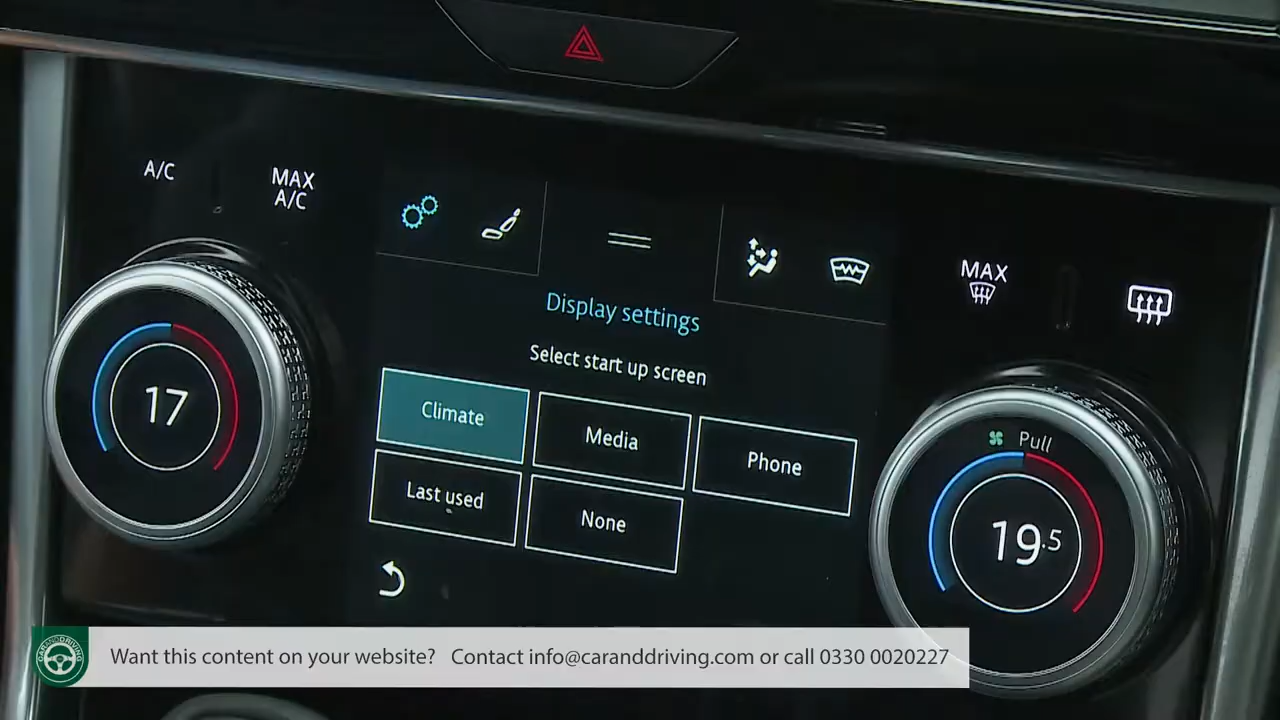 A/C
MAX
A/C
MAX
Display settings
Select start up screen
Climate
Media
Phone
Last used
None
17
Pull
19.5
CARANDDRIVING
Want this content on your website? Contact info@caranddriving.com or call 0330 0020227